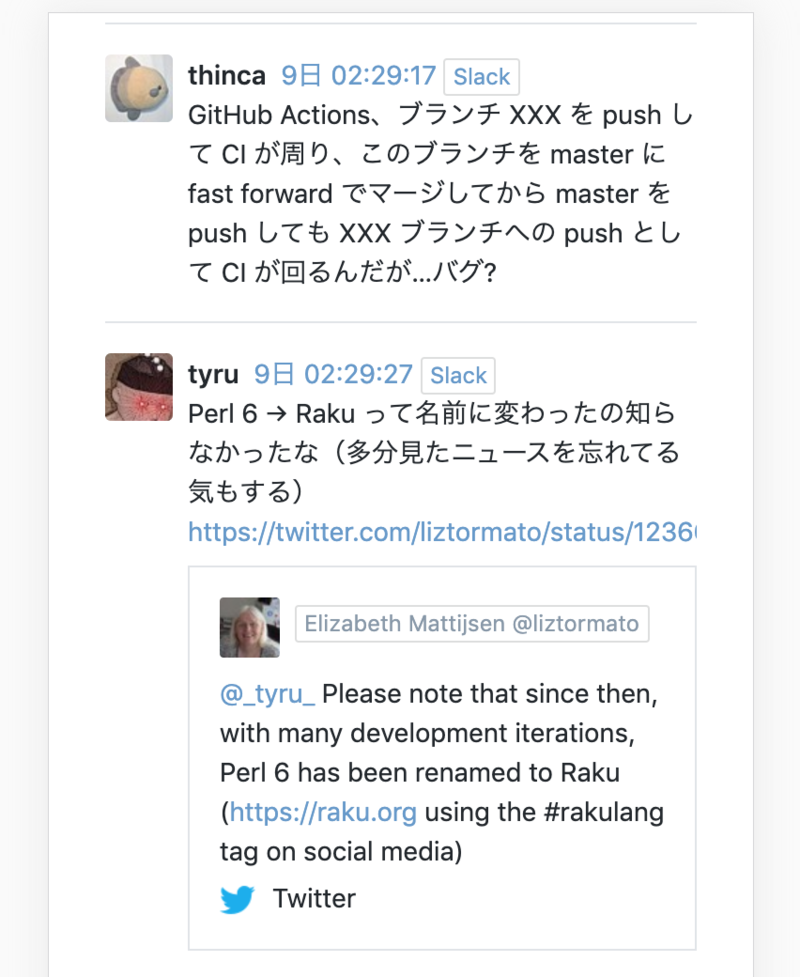 thinca 9日 02:29:17 Slack
GitHub Actions、ブランチ XXX を push し
て CI が周り、このブランチを master に
fast forward でマージしてから master を
push しても XXX ブランチへの push とし
て CI が回るんだが...バグ?
tyru 9日 02:29:27 Slack
Perl 6 → Raku って名前に変わったの知ら
なかったな（多分見たニュースを忘れてる
気もする）
https://twitter.com/liztormato/status/1236
Elizabeth Mattijsen @liztormato
@_tyru_ Please note that since then,
with many development iterations,
Perl 6 has been renamed to Raku
(https://raku.org using the #rakulang
tag on social media)
Twitter